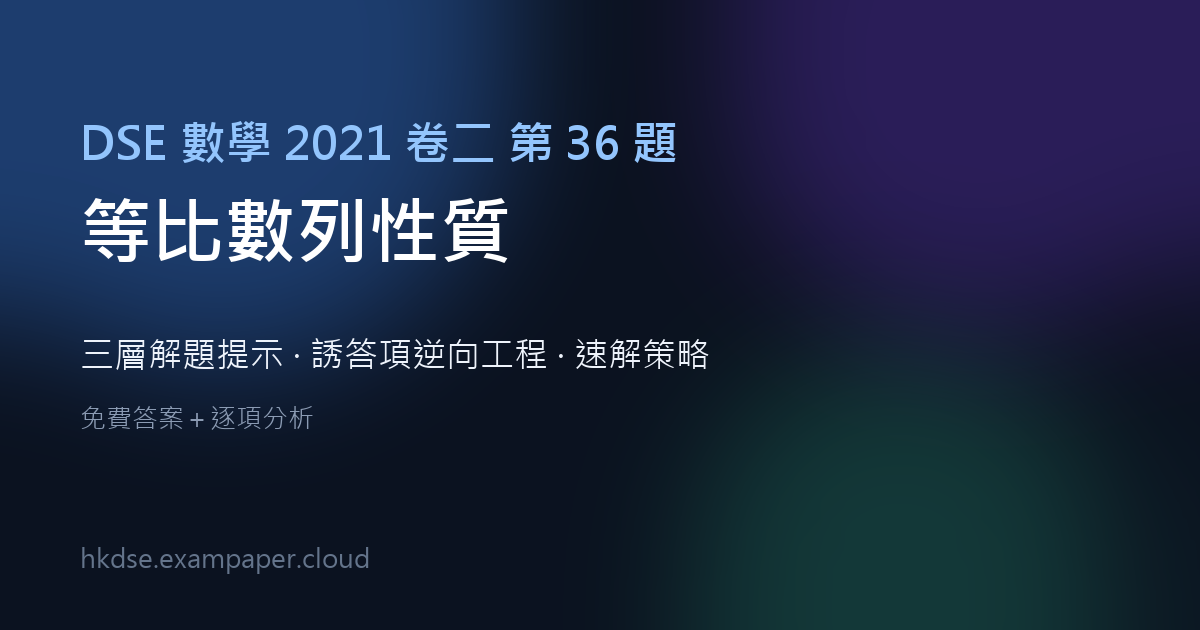 DSE 數學 2021 卷二 第 36 題
等比數列性質
三層解題提示 · 誘答項逆向工程 · 速解策略
免費答案 + 逐項分析
hkdse.exampaper.cloud